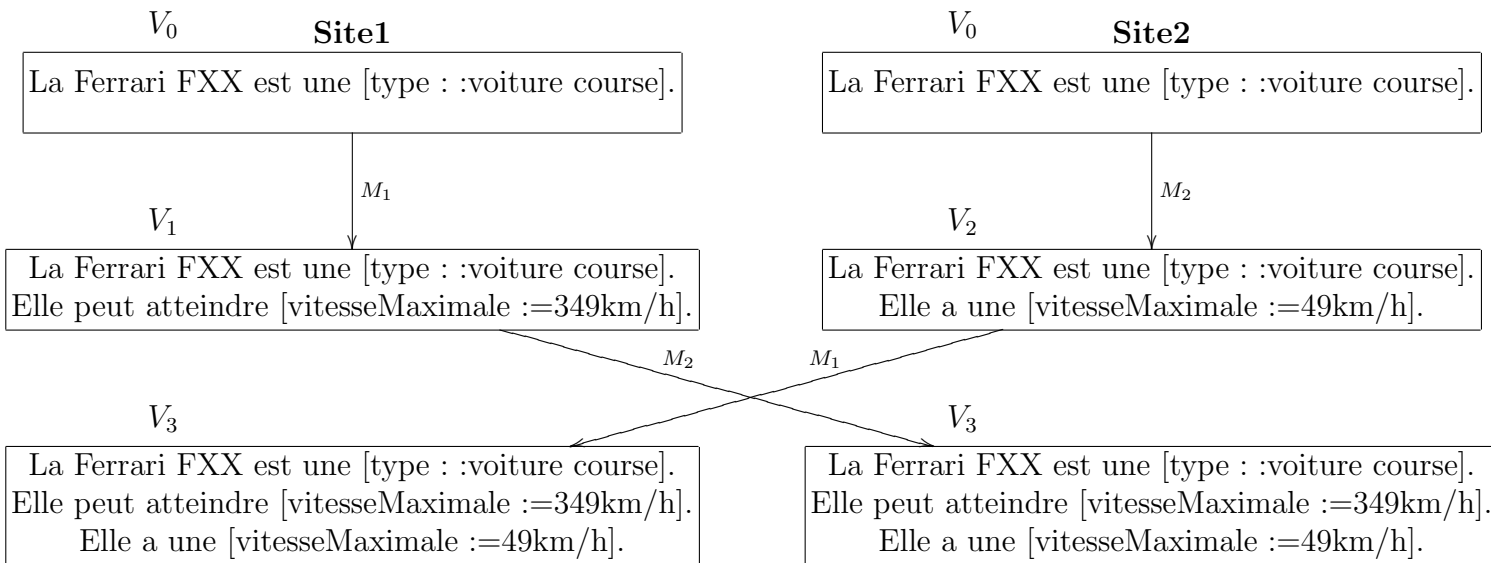 V0 Site1
La Ferrari FXX est une [type : :voiture course].
M1
V1
La Ferrari FXX est une [type : :voiture course].
Elle peut atteindre [vitesseMaximale :=349km/h].
V0 Site2
La Ferrari FXX est une [type : :voiture course].
M2
V2
La Ferrari FXX est une [type : :voiture course].
Elle a une [vitesseMaximale :=49km/h].
M2
M1
V3
La Ferrari FXX est une [type : :voiture course].
Elle peut atteindre [vitesseMaximale :=349km/h].
Elle a une [vitesseMaximale :=49km/h].
V3
La Ferrari FXX est une [type : :voiture course].
Elle peut atteindre [vitesseMaximale :=349km/h].
Elle a une [vitesseMaximale :=49km/h].